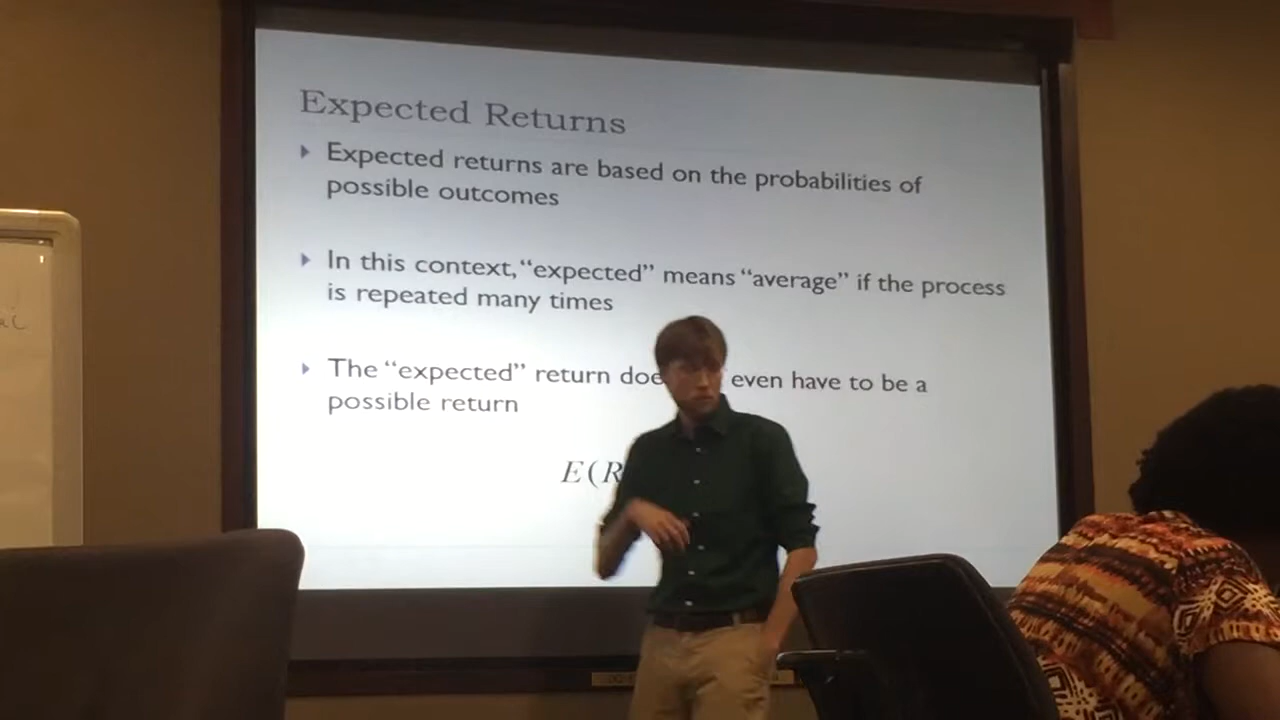 Expected Returns
Expected returns are based on the probabilities of
possible outcomes
In this context, “expected” means “average” if the process
is repeated many times
The “expected” return even have to be a
possible return
E(R